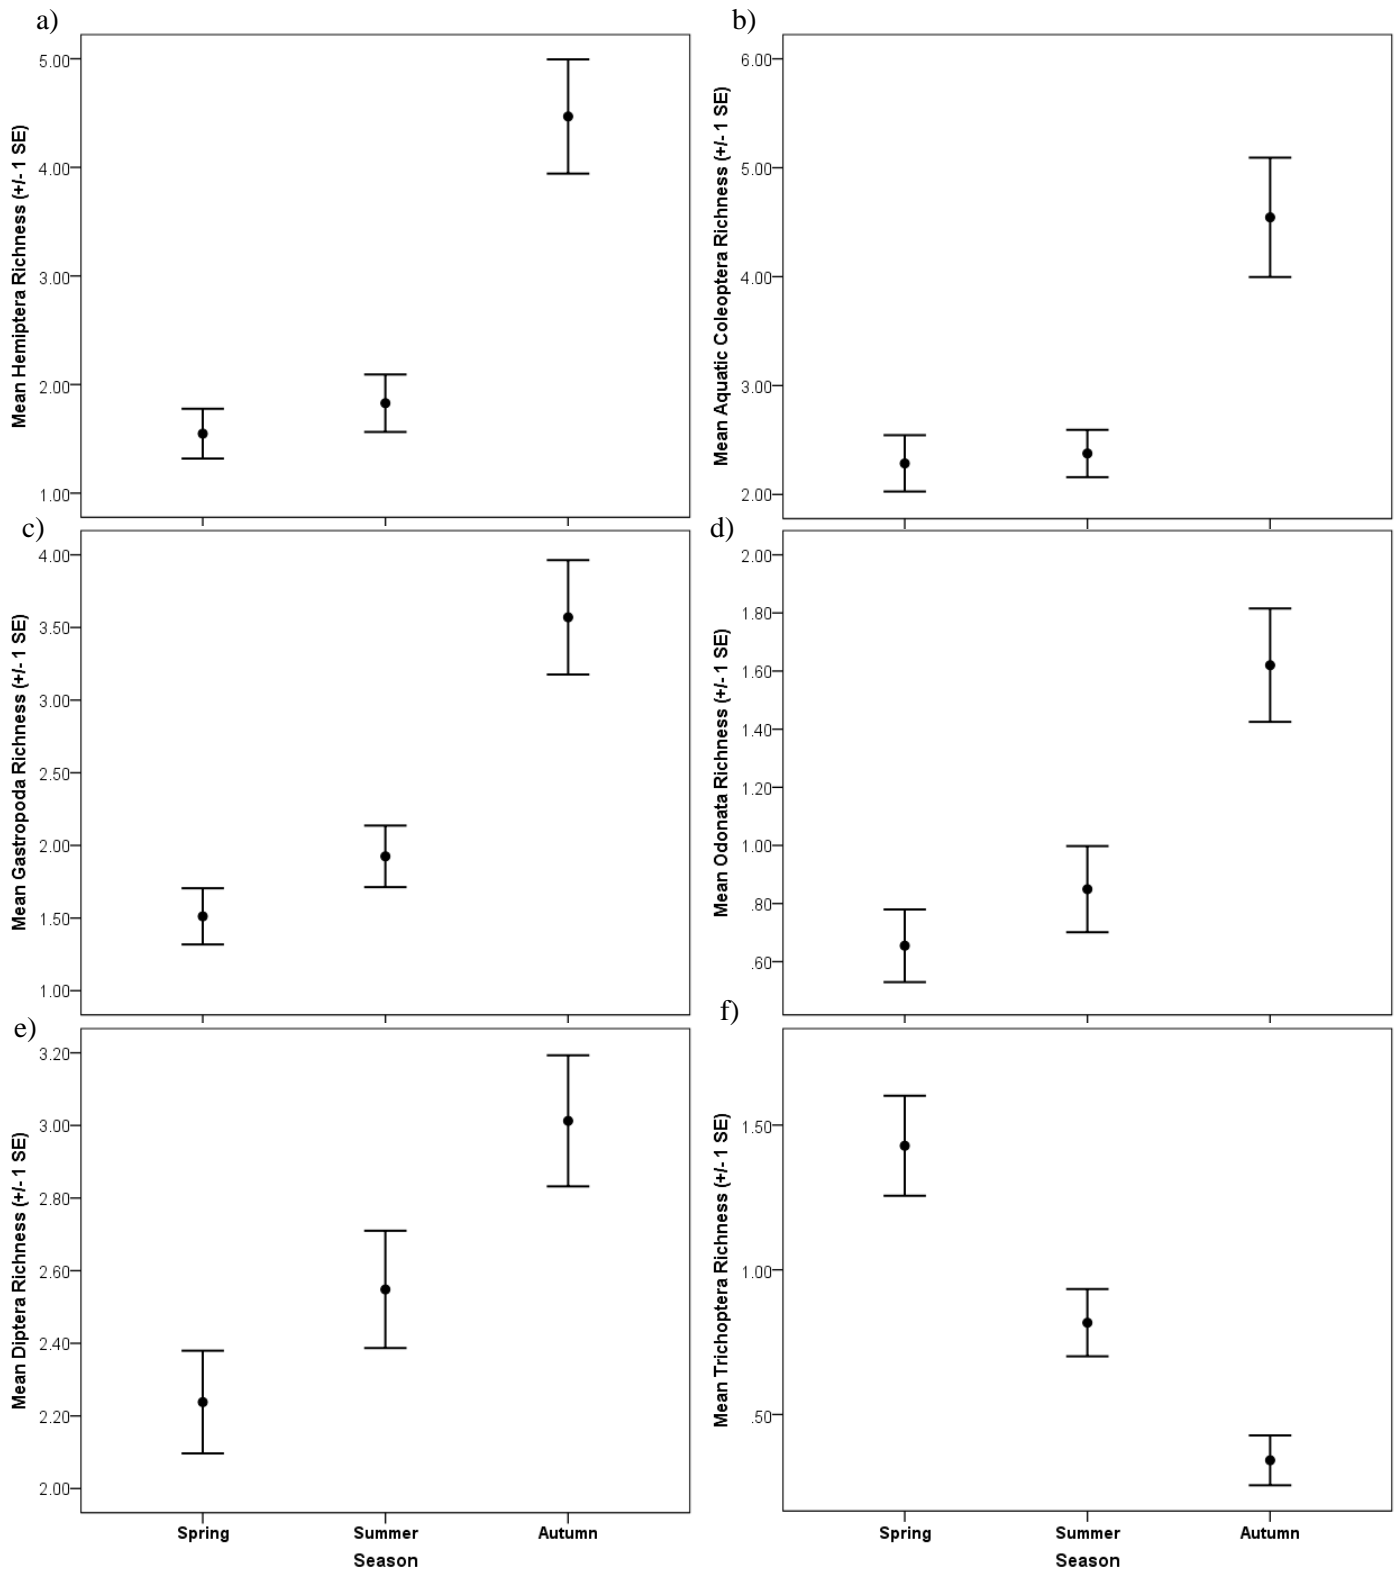 a)
Mean Hemiptera Richness (+/- 1 SE)
5.00
4.00
3.00
2.00
1.00
b)
Mean Aquatic Coleoptera Richness (+/- 1 SE)
6.00
5.00
4.00
3.00
2.00
c)
Mean Gastropoda Richness (+/- 1 SE)
4.00
3.50
3.00
2.50
2.00
1.50
1.00
d)
Mean Odonata Richness (+/- 1 SE)
2.00
1.80
1.60
1.40
1.20
1.00
.80
.60
e)
Mean Diptera Richness (+/- 1 SE)
3.20
3.00
2.80
2.60
2.40
2.20
2.00
Spring Summer Autumn
Season
f)
Mean Trichoptera Richness (+/- 1 SE)
1.50
1.00
.50
Spring Summer Autumn
Season